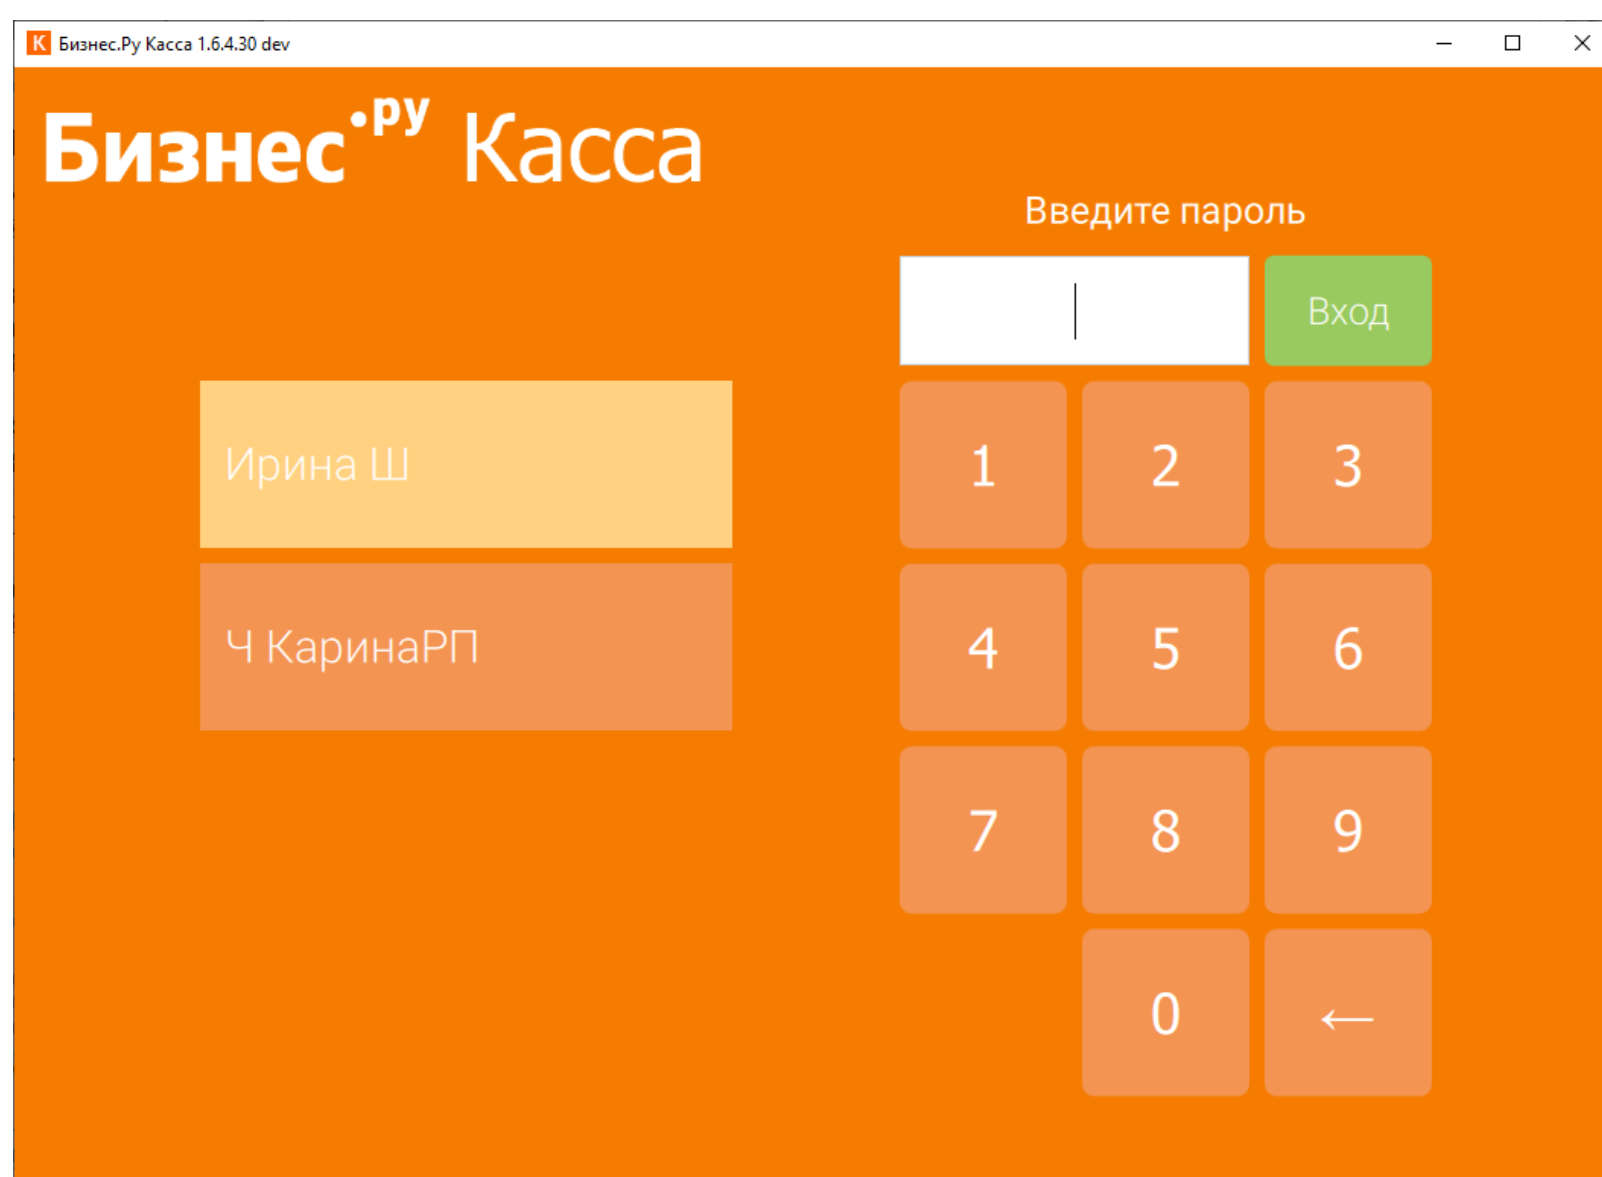 Бизнес.Ру Касса 1.6.4.30 dev
Бизнес.ру Касса
Введите пароль
Вход
Ирина Ш
Ч КаринаРП
1 2 3
4 5 6
7 8 9
0 ←